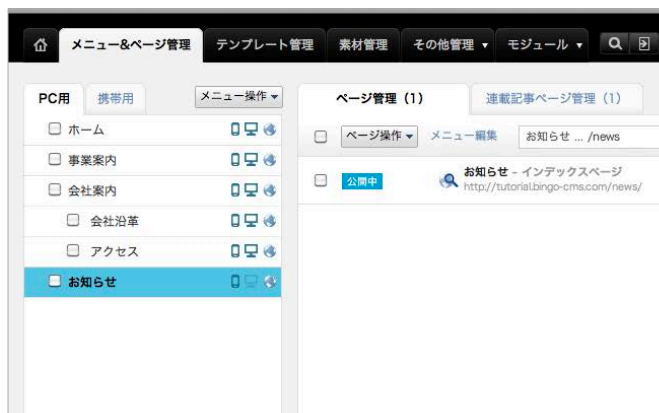 メニュー&ページ管理 テンプレート管理 素材管理 その他管理 ▼ モジュール ▼
PC用 携帯用 メニュー操作▼
ホーム
事業案内
会社案内
会社沿革
アクセス
お知らせ
ページ管理（1） 連載記事ページ管理（1）
ページ操作▼ メニュー編集 お知らせ ... /news
公開中 お知らせ - インデックスページ
http://tutorial.bingo-cms.com/news/